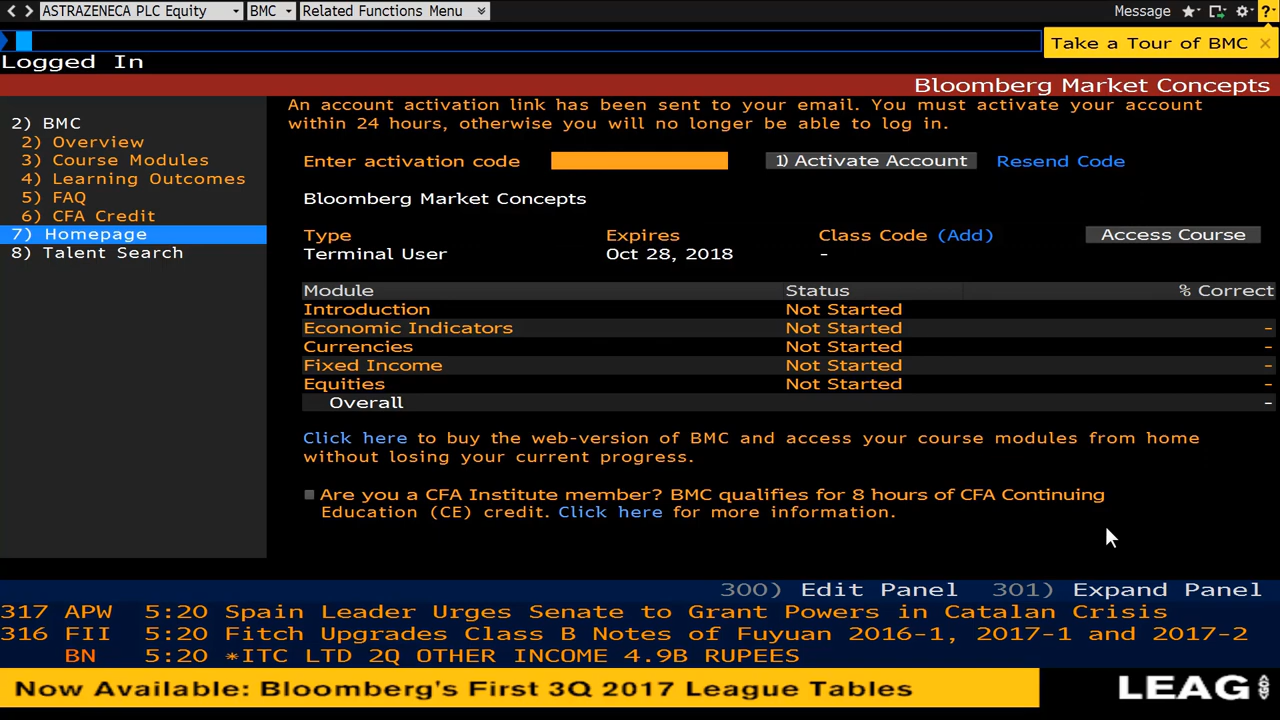 ASTRAZENECA PLC Equity BMC Related Functions Menu Message ?
Take a Tour of BMC
Logged In
Bloomberg Market Concepts
2) BMC
2) Overview
3) Course Modules
4) Learning Outcomes
5) FAQ
6) CFA Credit
7) Homepage
8) Talent Search
An account activation link has been sent to your email. You must activate your account
within 24 hours, otherwise you will no longer be able to log in.
Enter activation code 1) Activate Account Resend Code
Bloomberg Market Concepts
Type Expires Class Code (Add) Access Course
Terminal User Oct 28, 2018 -
Module Status % Correct
Introduction Not Started
Economic Indicators Not Started -
Currencies Not Started -
Fixed Income Not Started -
Equities Not Started -
Overall -
Click here to buy the web-version of BMC and access your course modules from home
without losing your current progress.
Are you a CFA Institute member? BMC qualifies for 8 hours of CFA Continuing
Education (CE) credit. Click here for more information.
300) Edit Panel 301) Expand Panel
317 APW 5:20 Spain Leader Urges Senate to Grant Powers in Catalan Crisis
316 FII 5:20 Fitch Upgrades Class B Notes of Fuyuan 2016-1, 2017-1 and 2017-2
BN 5:20 *ITC LTD 2Q OTHER INCOME 4.9B RUPEES
Now Available: Bloomberg's First 3Q 2017 League Tables LEAG